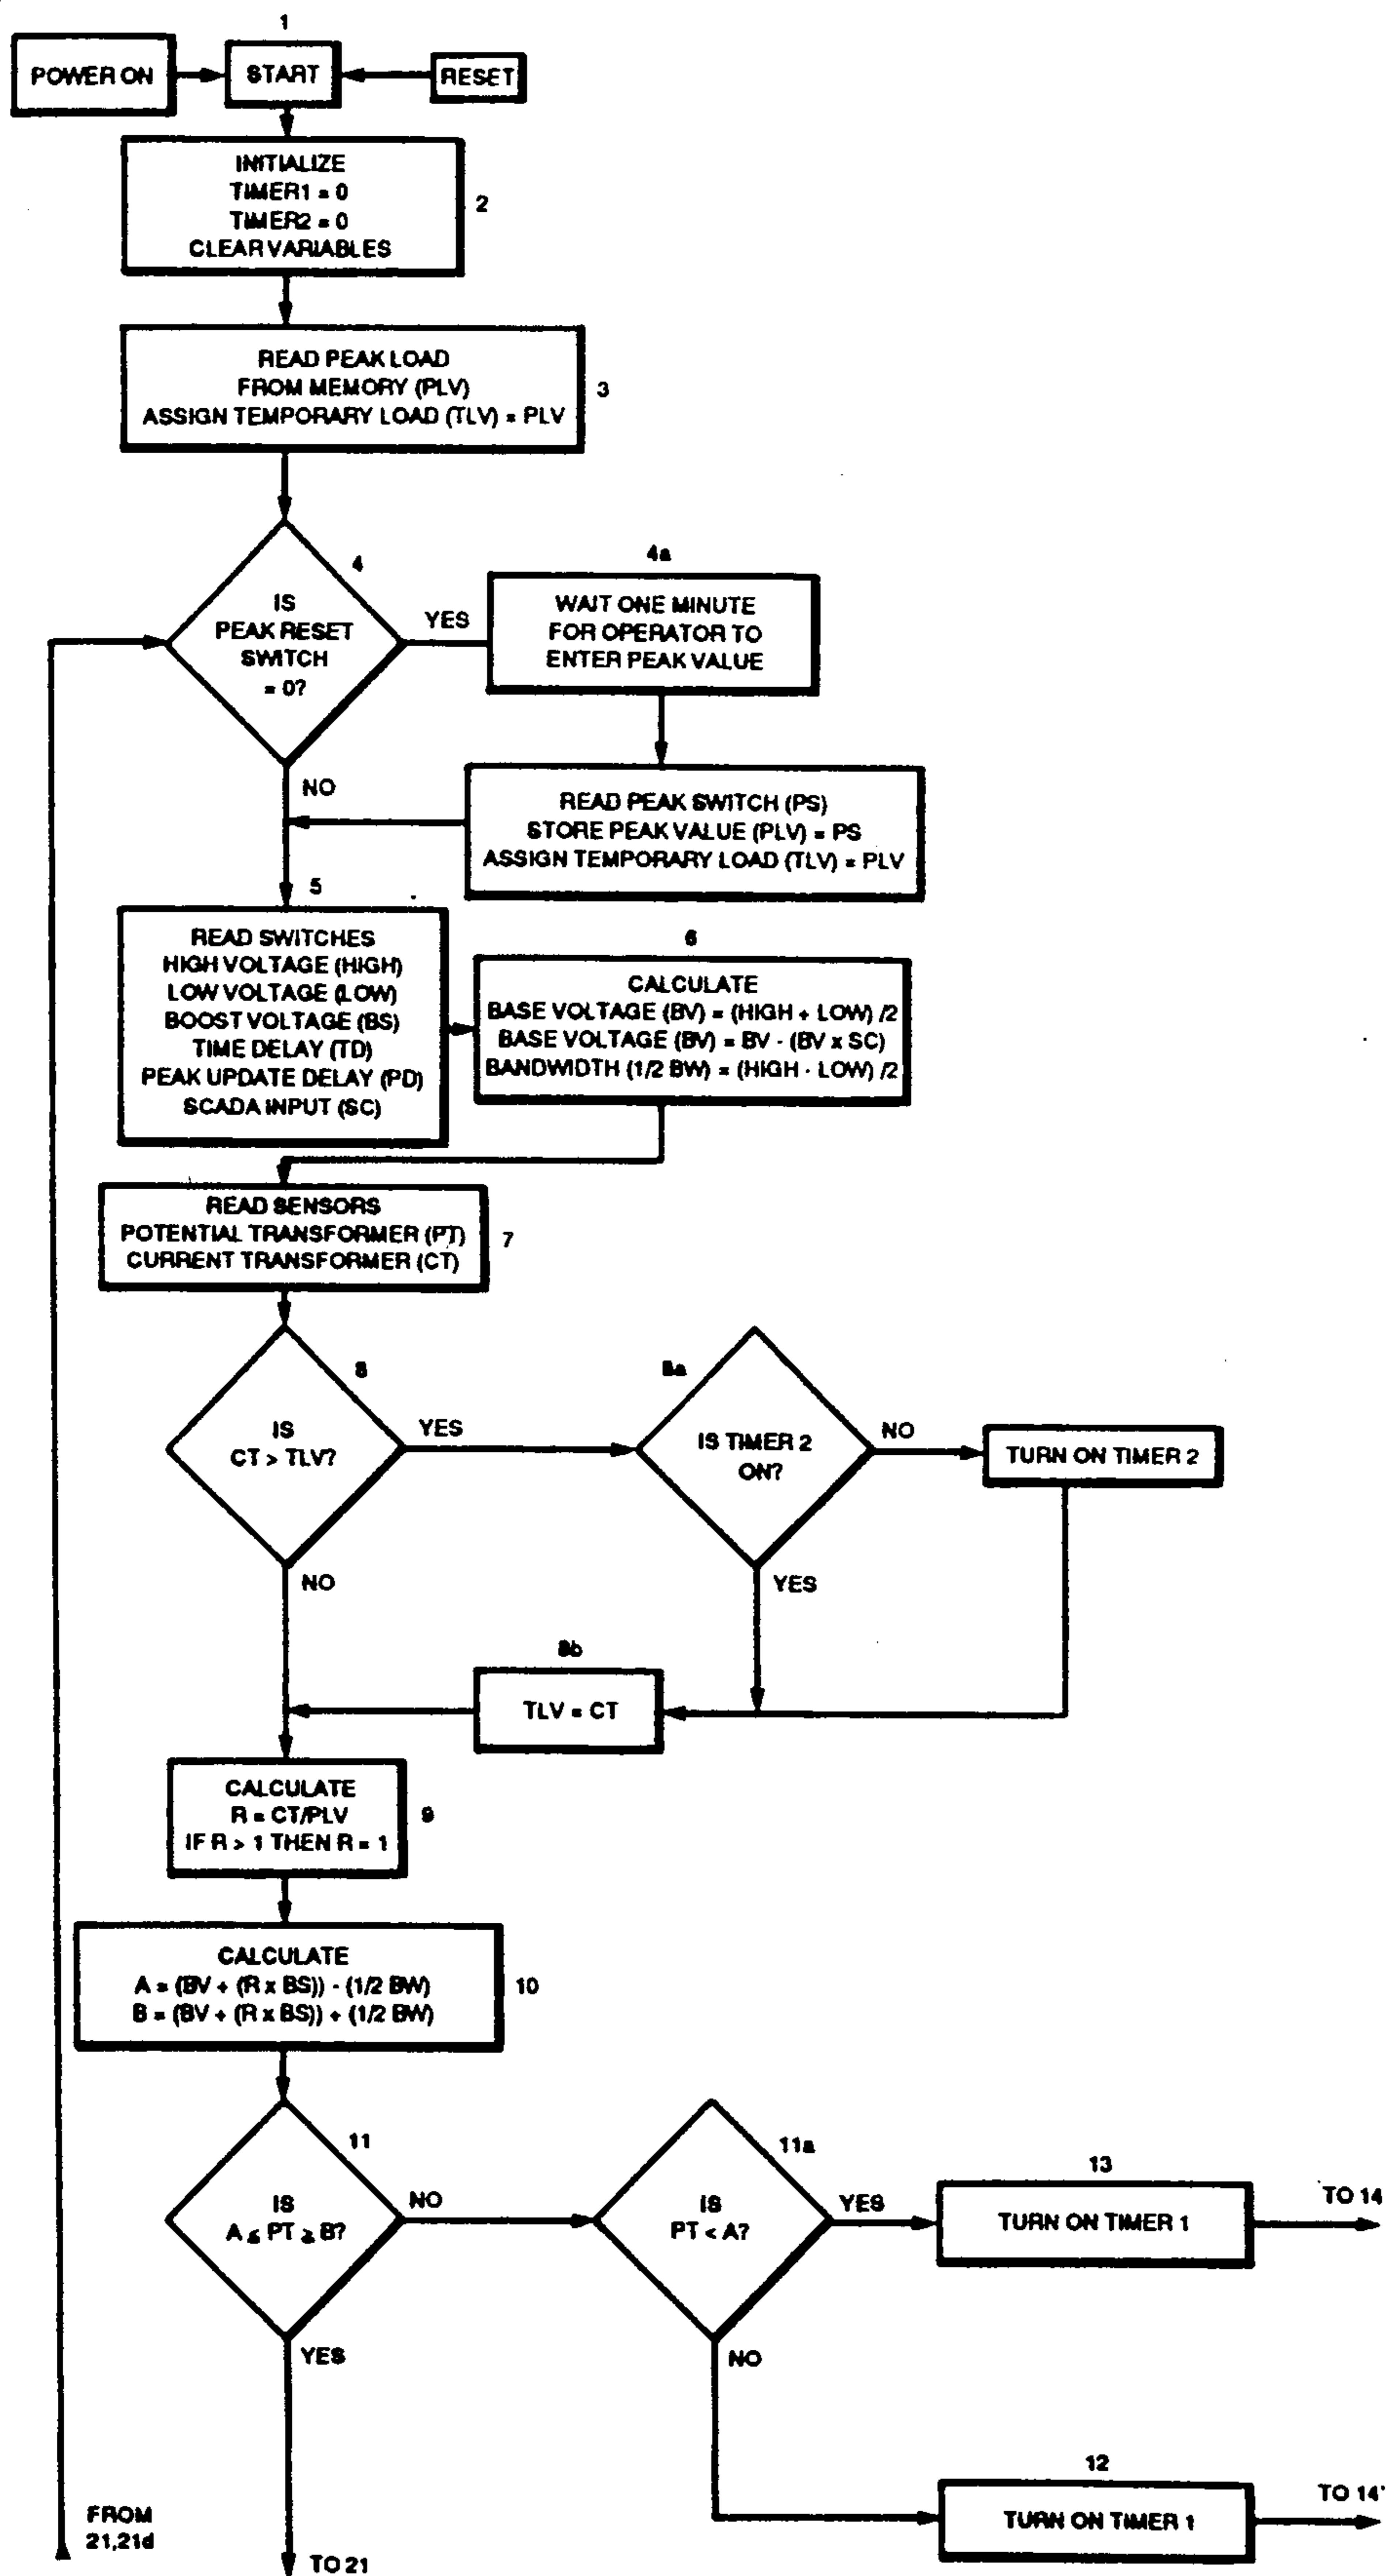 1
POWER ON
START
RESET
INITIALIZE
TIMER1 = 0
TIMER2 = 0
CLEAR VARIABLES
2
READ PEAK LOAD
FROM MEMORY (PLV)
ASSIGN TEMPORARY LOAD (TLV) = PLV
3
4
IS
PEAK RESET
SWITCH
= 0?
YES
4a
WAIT ONE MINUTE
FOR OPERATOR TO
ENTER PEAK VALUE
NO
READ PEAK SWITCH (PS)
STORE PEAK VALUE (PLV) = PS
ASSIGN TEMPORARY LOAD (TLV) = PLV
5
READ SWITCHES
HIGH VOLTAGE (HIGH)
LOW VOLTAGE (LOW)
BOOST VOLTAGE (BS)
TIME DELAY (TD)
PEAK UPDATE DELAY (PD)
SCADA INPUT (SC)
6
CALCULATE
BASE VOLTAGE (BV) = (HIGH + LOW) /2
BASE VOLTAGE (BV) = BV - (BV x SC)
BANDWIDTH (1/2 BW) = (HIGH - LOW) /2
READ SENSORS
POTENTIAL TRANSFORMER (PT)
CURRENT TRANSFORMER (CT)
7
8
IS
CT > TLV?
YES
8a
IS TIMER 2
ON?
NO
TURN ON TIMER 2
NO
YES
8b
TLV = CT
CALCULATE
R = CT/PLV
IF R > 1 THEN R = 1
9
CALCULATE
A = (BV + (R x BS)) - (1/2 BW)
B = (BV + (R x BS)) + (1/2 BW)
10
11
IS
A ≤ PT ≥ B?
NO
11a
IS
PT < A?
YES
13
TURN ON TIMER 1
TO 14
YES
NO
12
TURN ON TIMER 1
TO 14'
FROM
21,21d
TO 21